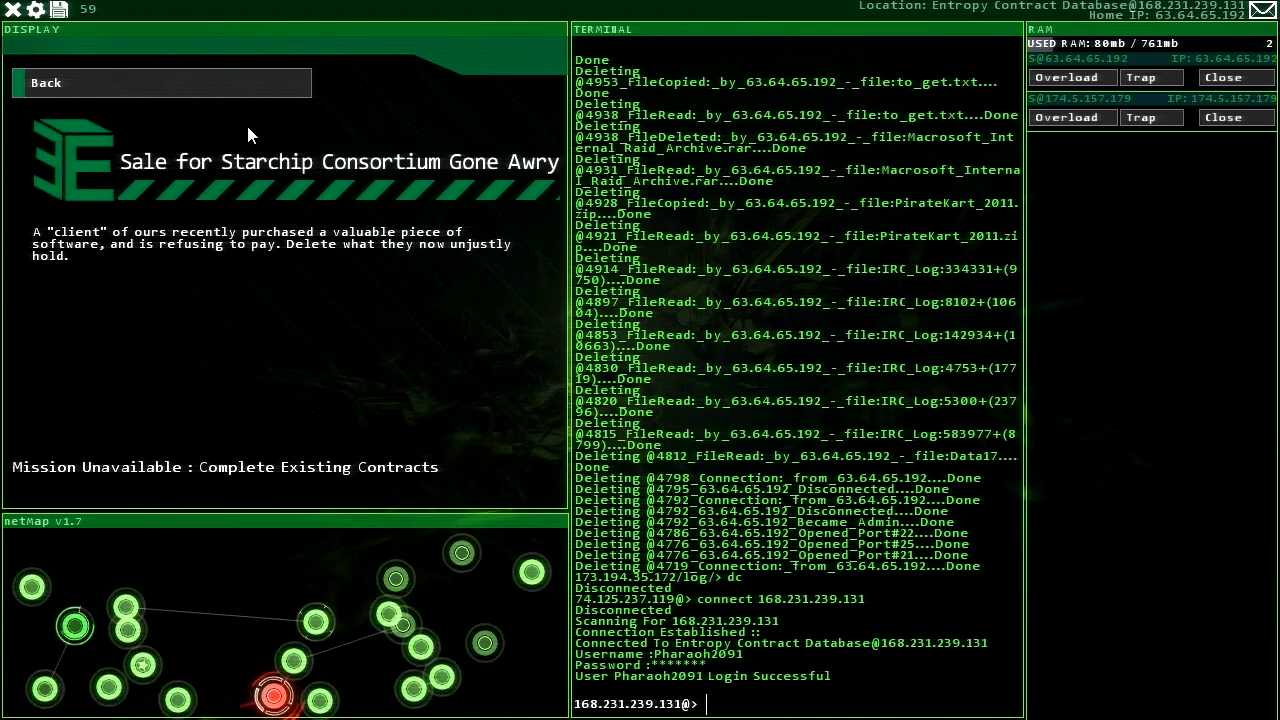 59
Location: Entropy Contract Database@168.231.239.131
Home IP: 63.64.65.192
DISPLAY
Back
Sale for Starchip Consortium Gone Awry
A "client" of ours recently purchased a valuable piece of
software, and is refusing to pay. Delete what they now unjustly
hold.
Mission Unavailable : Complete Existing Contracts
netMap v1.7
TERMINAL
Done
Deleting
@4953_FileCopied:_by_63.64.65.192_-_file:to_get.txt....
Done
Deleting
@4938_FileRead:_by_63.64.65.192_-_file:to_get.txt....Done
Deleting
@4938_FileDeleted:_by_63.64.65.192_-_file:Macrosoft_Int
ernal_Raid_Archive.rar....Done
Deleting
@4931_FileRead:_by_63.64.65.192_-_file:Macrosoft_Interna
l_Raid_Archive.rar....Done
Deleting
@4928_FileCopied:_by_63.64.65.192_-_file:PirateKart_2011.
zip....Done
Deleting
@4921_FileRead:_by_63.64.65.192_-_file:PirateKart_2011.zi
p....Done
Deleting
@4914_FileRead:_by_63.64.65.192_-_file:IRC_Log:334331+(9
750)....Done
Deleting
@4897_FileRead:_by_63.64.65.192_-_file:IRC_Log:8102+(106
04)....Done
Deleting
@4853_FileRead:_by_63.64.65.192_-_file:IRC_Log:142934+(1
0663)....Done
Deleting
@4830_FileRead:_by_63.64.65.192_-_file:IRC_Log:4753+(177
19)....Done
Deleting
@4820_FileRead:_by_63.64.65.192_-_file:IRC_Log:5300+(237
96)....Done
Deleting
@4815_FileRead:_by_63.64.65.192_-_file:IRC_Log:583977+(8
799)....Done
Deleting @4812_FileRead:_by_63.64.65.192_-_file:Data17....
Done
Deleting @4798_Connection:_from_63.64.65.192....Done
Deleting @4795_63.64.65.192_Disconnected....Done
Deleting @4792_Connection:_from_63.64.65.192....Done
Deleting @4792_63.64.65.192_Disconnected....Done
Deleting @4792_63.64.65.192_Became_Admin....Done
Deleting @4786_63.64.65.192_Opened_Port#22....Done
Deleting @4776_63.64.65.192_Opened_Port#25....Done
Deleting @4776_63.64.65.192_Opened_Port#21....Done
Deleting @4719_Connection:_from_63.64.65.192....Done
173.194.35.172/log/> dc
Disconnected
74.125.237.119@> connect 168.231.239.131
Disconnected
Scanning For 168.231.239.131
Connection Established ::
Connected To Entropy Contract Database@168.231.239.131
Username :Pharaoh2091
Password :*******
User Pharaoh2091 Login Successful
168.231.239.131@>
RAM
USED RAM: 80mb / 761mb 2
S@63.64.65.192 IP: 63.64.65.192
Overload Trap Close
S@174.5.157.179 IP: 174.5.157.179
Overload Trap Close